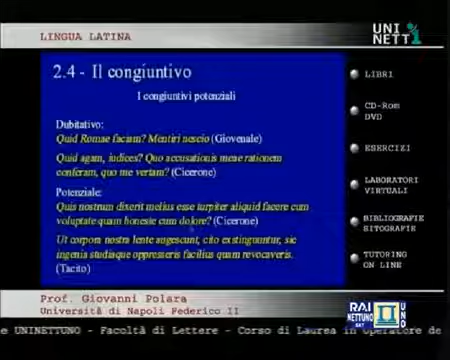 LINGUA LATINA
UNI
NETT
2.4 - Il congiuntivo
I congiuntivi potenziali
Dubitativo:
Quid Romae faciam? Mentiri nescio (Giovenale)
Quid agam, iudices? Quo accusationis meae rationem
conferam, quo me vertam? (Cicerone)
Potenziale:
Quis nostrum dixerit melius esse turpiter aliquid facere cum
voluptate quam honeste cum dolore? (Cicerone)
Ut corpora nostra lente augescunt, cito extinguuntur, sic
ingenia studiaque oppresseris facilius quam revocaveris.
(Tacito)
LIBRI
CD-Rom
DVD
ESERCIZI
LABORATORI
VIRTUALI
BIBLIOGRAFIE
SITOGRAFIE
TUTORING
ON LINE
Prof. Giovanni Polara
Università di Napoli Federico II
RAI
NETTUNO
SAT
UNO
e UNINETTUNO - Facoltà di Lettere - Corso di Laurea in Operatore de